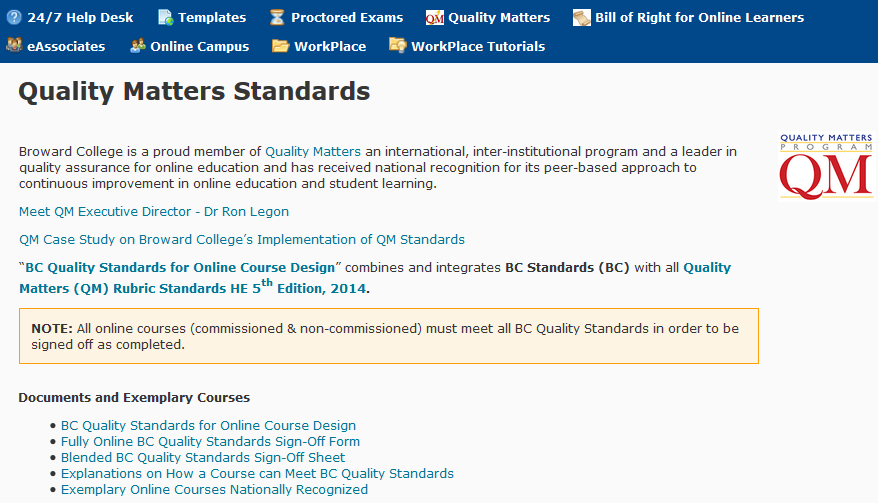 24/7 Help Desk Templates Proctored Exams QM Quality Matters Bill of Right for Online Learners
eAssociates Online Campus WorkPlace WorkPlace Tutorials
Quality Matters Standards
QUALITY MATTERS
PROGRAM
QM
Broward College is a proud member of Quality Matters an international, inter-institutional program and a leader in
quality assurance for online education and has received national recognition for its peer-based approach to
continuous improvement in online education and student learning.
Meet QM Executive Director - Dr Ron Legon
QM Case Study on Broward College’s Implementation of QM Standards
“BC Quality Standards for Online Course Design” combines and integrates BC Standards (BC) with all Quality
Matters (QM) Rubric Standards HE 5th Edition, 2014.
NOTE: All online courses (commissioned & non-commissioned) must meet all BC Quality Standards in order to be
signed off as completed.
Documents and Exemplary Courses
• BC Quality Standards for Online Course Design
• Fully Online BC Quality Standards Sign-Off Form
• Blended BC Quality Standards Sign-Off Sheet
• Explanations on How a Course can Meet BC Quality Standards
• Exemplary Online Courses Nationally Recognized